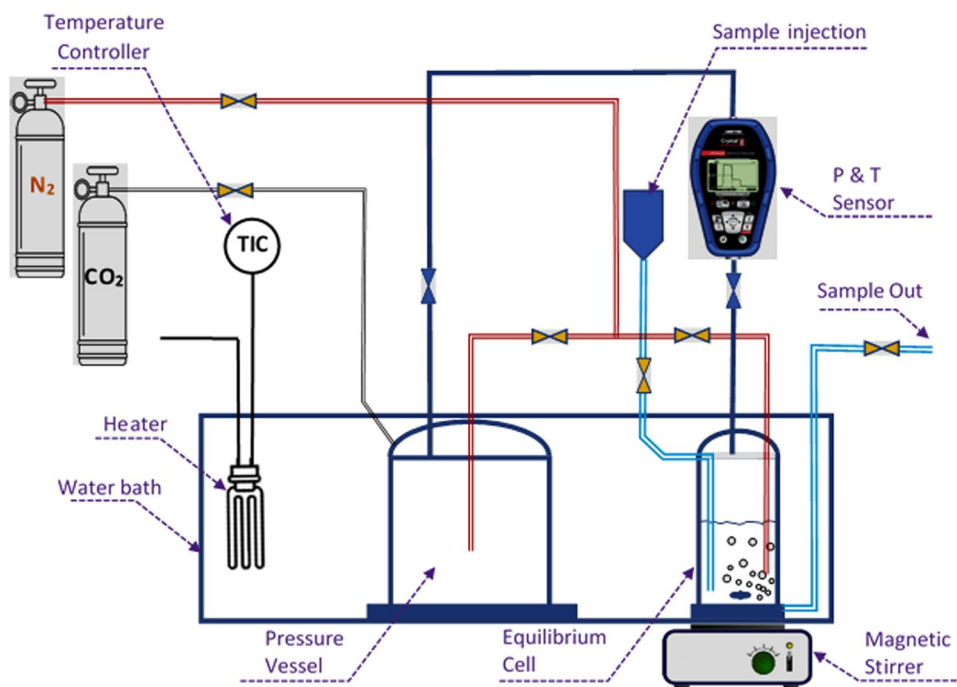 Temperature
Controller
Sample injection
N₂
CO₂
TIC
P & T
Sensor
Crystal
Sample Out
Heater
Water bath
Pressure
Vessel
Equilibrium
Cell
Magnetic
Stirrer